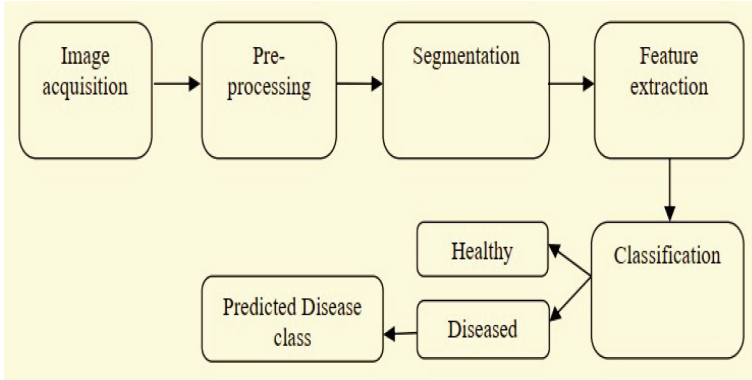 Image
acquisition
Pre-
processing
Segmentation
Feature
extraction
Classification
Healthy
Diseased
Predicted Disease
class